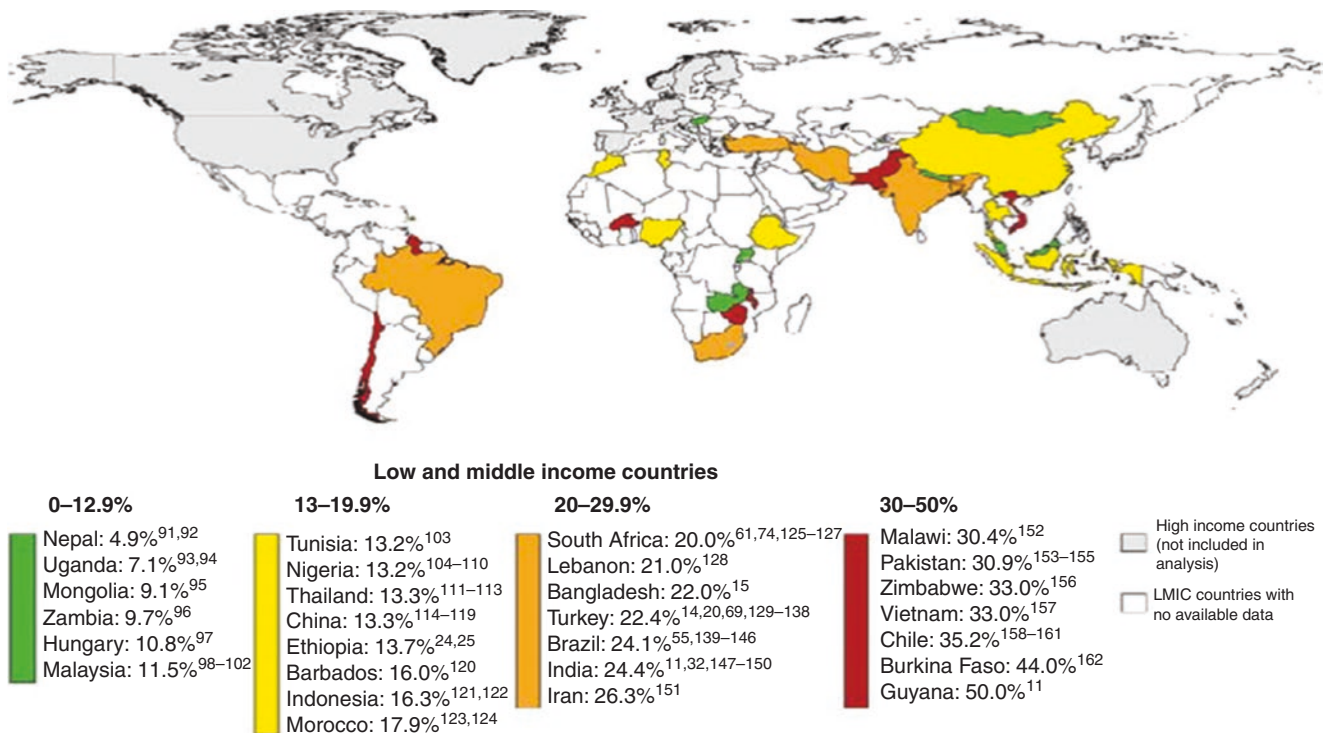 Low and middle income countries
0–12.9%
Nepal: 4.9%91,92
Uganda: 7.1%93,94
Mongolia: 9.1%95
Zambia: 9.7%96
Hungary: 10.8%97
Malaysia: 11.5%98–102
13–19.9%
Tunisia: 13.2%103
Nigeria: 13.2%104–110
Thailand: 13.3%111–113
China: 13.3%114–119
Ethiopia: 13.7%24,25
Barbados: 16.0%120
Indonesia: 16.3%121,122
Morocco: 17.9%123,124
20–29.9%
South Africa: 20.0%61,74,125–127
Lebanon: 21.0%128
Bangladesh: 22.0%15
Turkey: 22.4%14,20,69,129–138
Brazil: 24.1%55,139–146
India: 24.4%11,32,147–150
Iran: 26.3%151
30–50%
Malawi: 30.4%152
Pakistan: 30.9%153–155
Zimbabwe: 33.0%156
Vietnam: 33.0%157
Chile: 35.2%158–161
Burkina Faso: 44.0%162
Guyana: 50.0%11
High income countries
(not included in
analysis)
LMIC countries with
no available data